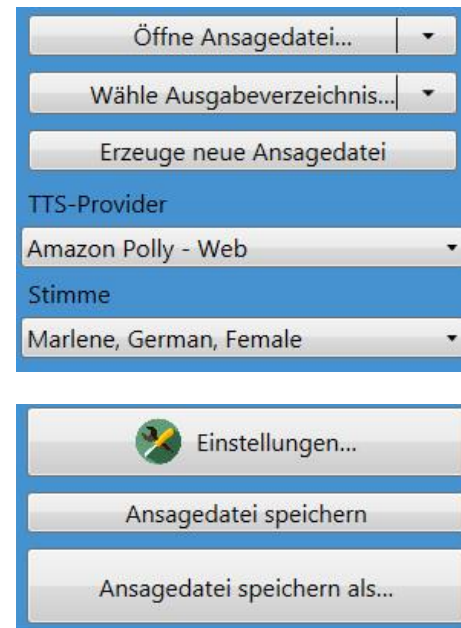 Öffne Ansagedatei...
Wähle Ausgabeverzeichnis...
Erzeuge neue Ansagedatei
TTS-Provider
Amazon Polly - Web
Stimme
Marlene, German, Female
Einstellungen...
Ansagedatei speichern
Ansagedatei speichern als...